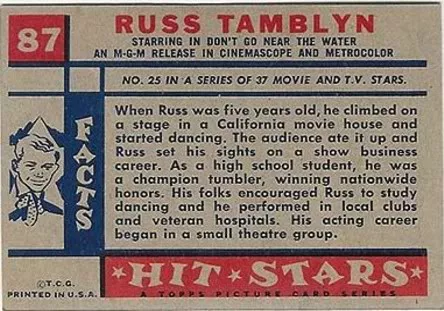 87
RUSS TAMBLYN
STARRING IN DON'T GO NEAR THE WATER
AN M-G-M RELEASE IN CINEMASCOPE AND METROCOLOR
NO. 25 IN A SERIES OF 37 MOVIE AND T.V. STARS.
FACTS
When Russ was five years old, he climbed on
a stage in a California movie house and
started dancing. The audience ate it up and
Russ set his sights on a show business
career. As a high school student, he was
a champion tumbler, winning nationwide
honors. His folks encouraged Russ to study
dancing and he performed in local clubs
and veteran hospitals. His acting career
began in a small theatre group.
©T.C.G.
PRINTED IN U.S.A.
★HIT★STARS★
A TOPPS PICTURE CARD SERIES